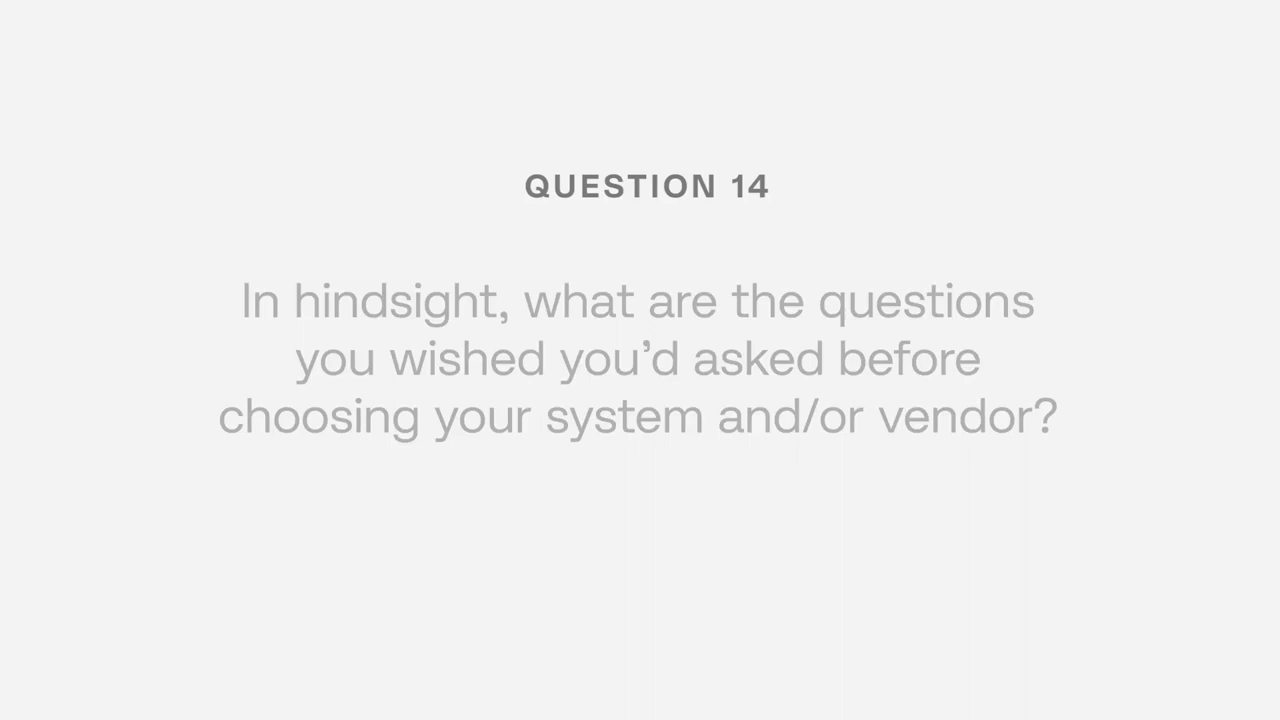 QUESTION 14
In hindsight, what are the questions
you wished you’d asked before
choosing your system and/or vendor?